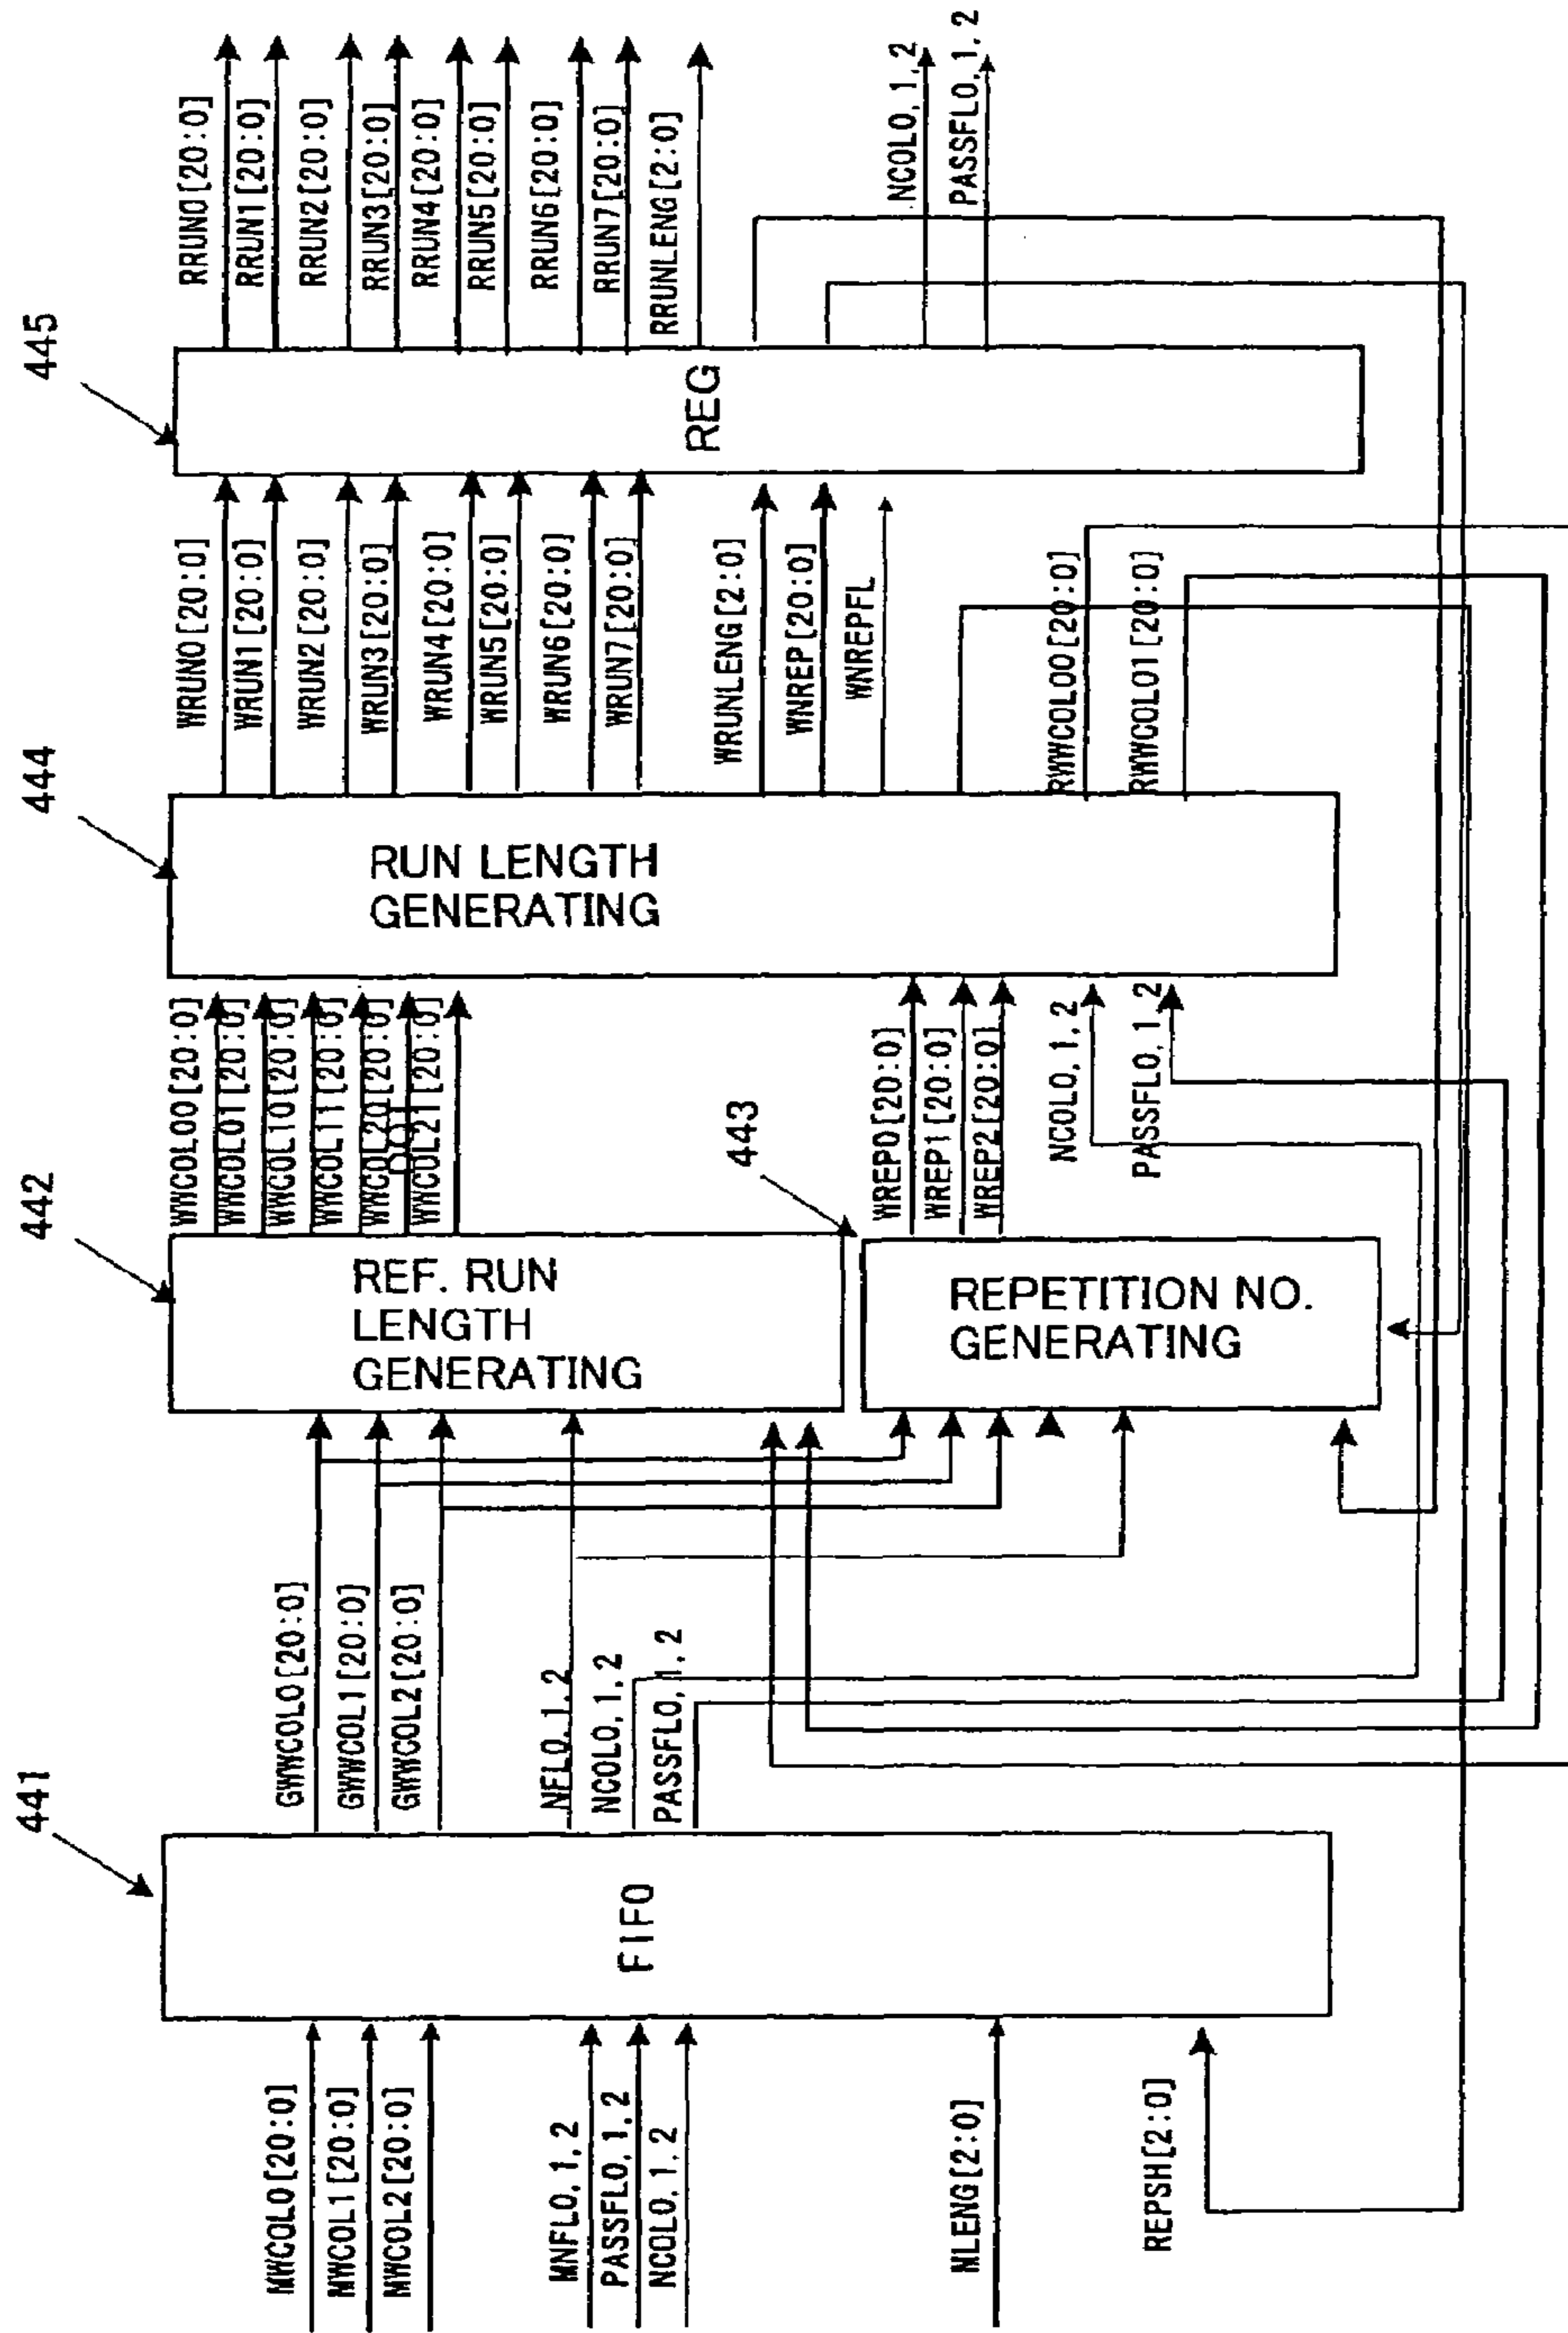 441
MWCOL0[20:0]
MWCOL1[20:0]
MWCOL2[20:0]
MNFL0,1,2
PASSFL0,1,2
NCOL0,1,2
MLENG[2:0]
REPSH[2:0]
FIFO
GWWCOL0[20:0]
GWWCOL1[20:0]
GWWCOL2[20:0]
NFL0,1,2
NCOL0,1,2
PASSFL0,1,2
442
REF. RUN
LENGTH
GENERATING
443
REPETITION NO.
GENERATING
WWCOL00[20:0]
WWCOL01[20:0]
WWCOL10[20:0]
WWCOL11[20:0]
WWCOL20[20:0]
WWCOL21[20:0]
WREP0[20:0]
WREP1[20:0]
WREP2[20:0]
NCOL0,1,2
PASSFL0,1,2
444
RUN LENGTH
GENERATING
WRUN0[20:0]
WRUN1[20:0]
WRUN2[20:0]
WRUN3[20:0]
WRUN4[20:0]
WRUN5[20:0]
WRUN6[20:0]
WRUN7[20:0]
WRUNLENG[2:0]
WNREP[20:0]
WNREPFL
RWWCOL00[20:0]
RWWCOL01[20:0]
445
REG
RRUN0[20:0]
RRUN1[20:0]
RRUN2[20:0]
RRUN3[20:0]
RRUN4[20:0]
RRUN5[20:0]
RRUN6[20:0]
RRUN7[20:0]
RRUNLENG[2:0]
NCOL0,1,2
PASSFL0,1,2